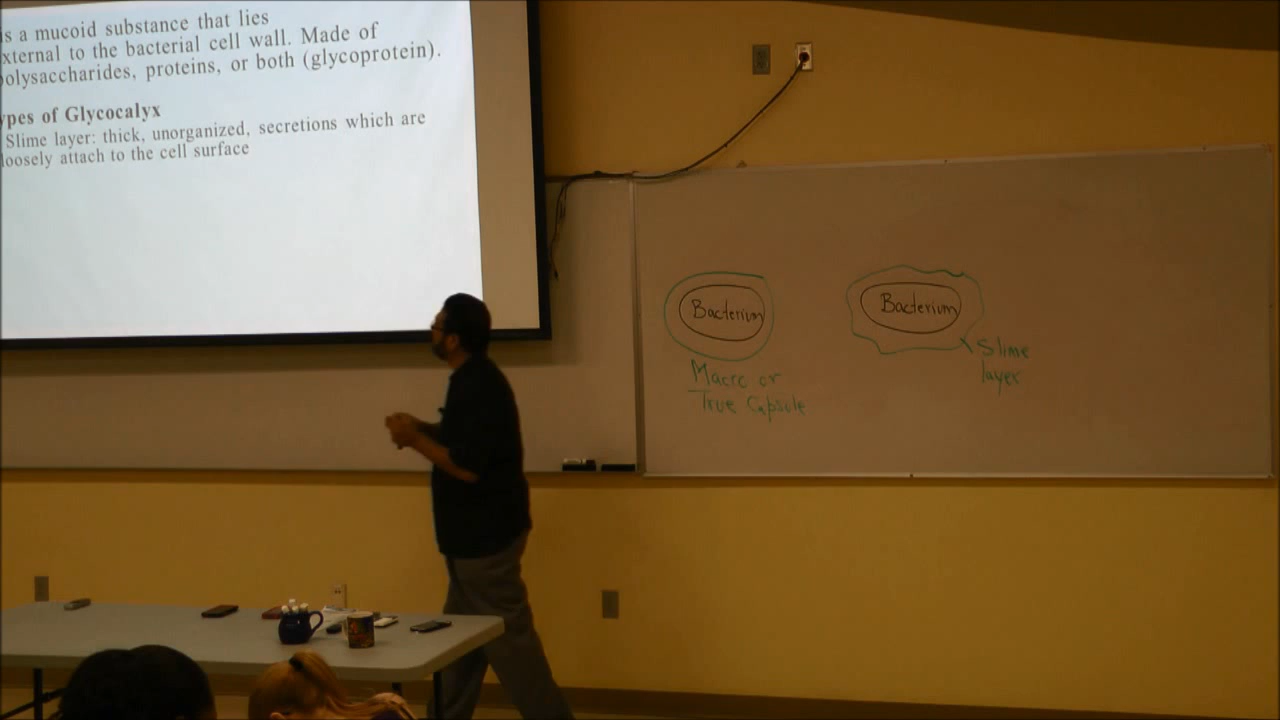 is a mucoid substance that lies
xternal to the bacterial cell wall. Made of
polysaccharides, proteins, or both (glycoprotein).
ypes of Glycocalyx
Slime layer: thick, unorganized, secretions which are
loosely attach to the cell surface
Bacterium
Macro or
True Capsule
Bacterium
Slime
layer